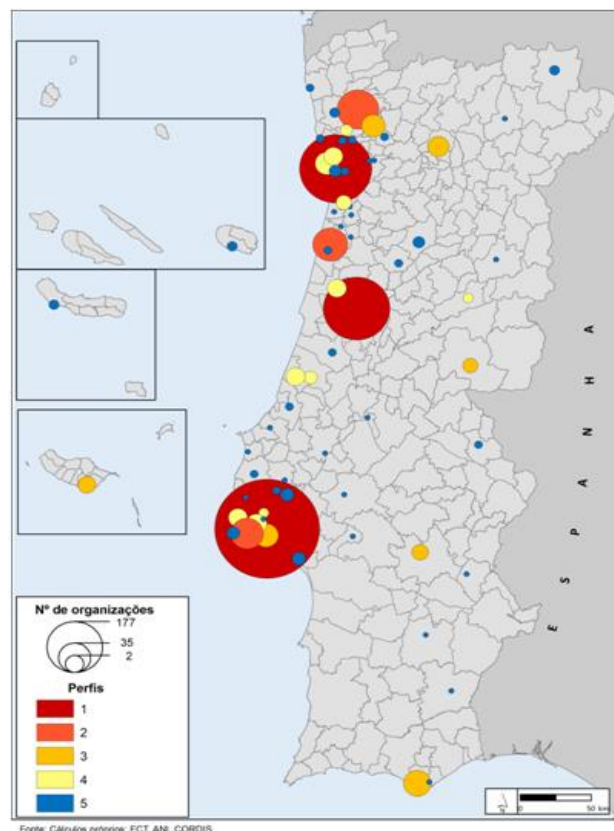 E S P A N H A
Nº de organizações
177
35
2
Perfis
1
2
3
4
5
0 50 km
Fonte: Cálculos próprios; FCT, ANI, CORDIS